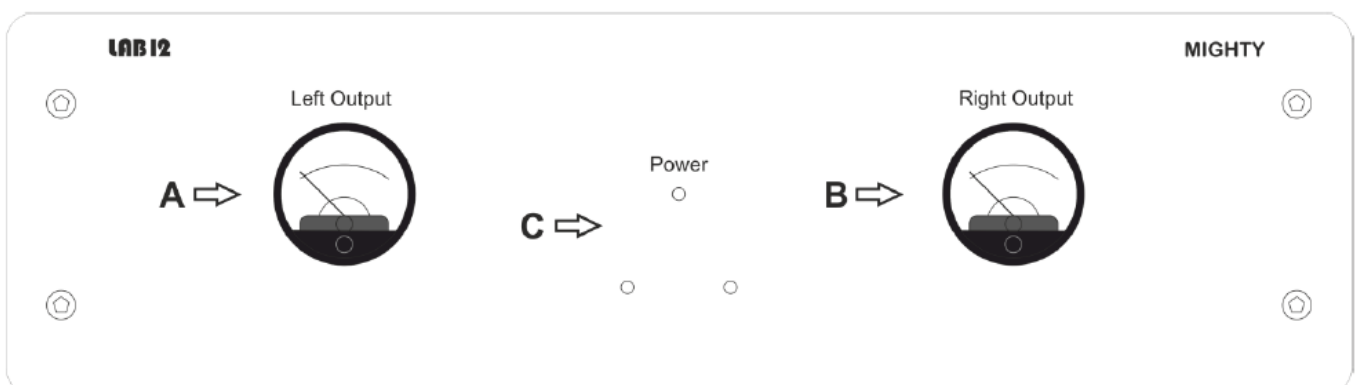 LAB12
MIGHTY
Left Output
Right Output
Power
A
B
C